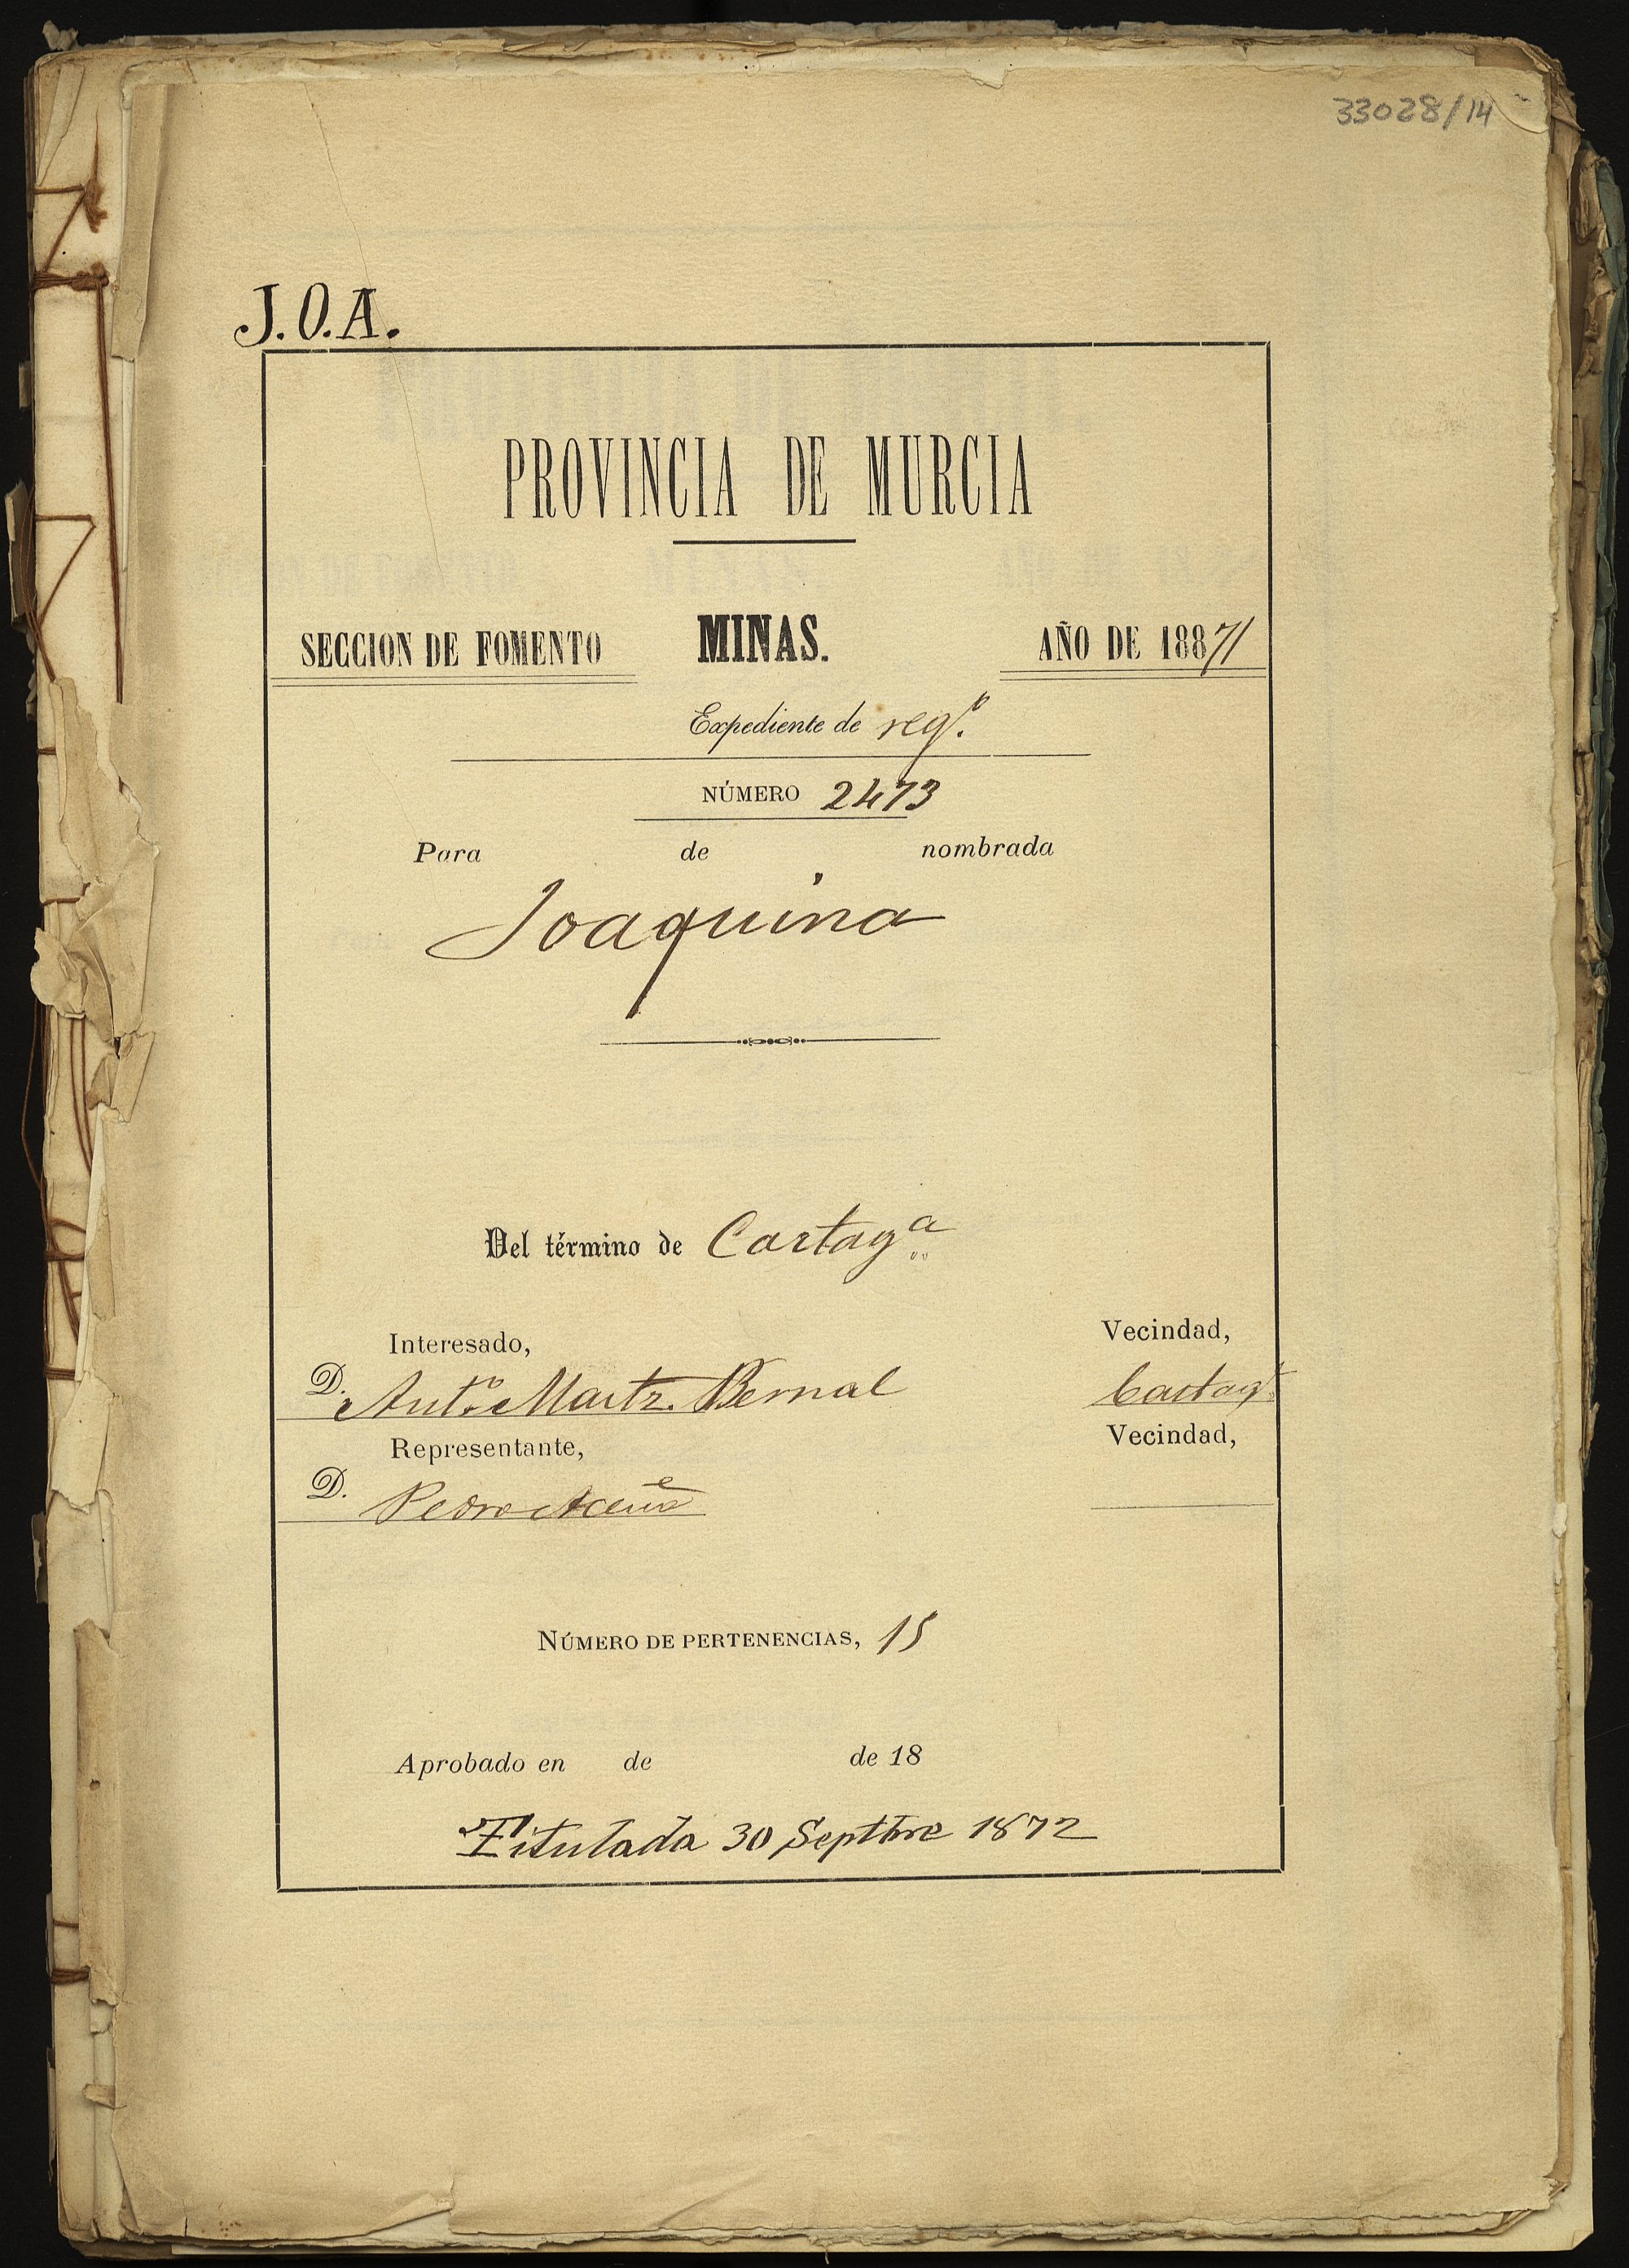 33028/14
J.O.A.
PROVINCIA DE MURCIA
SECCION DE FOMENTO MINAS. AÑO DE 18871
Expediente de regº.
NÚMERO 2473
Para de nombrada
Joaquina
Del término de Cartagª
Interesado, Vecindad,
D. Antº Martz. Bernal Cartagª
Representante, Vecindad,
D. Pedro
NÚMERO DE PERTENENCIAS, 15
Aprobado en de de 18
Titulada 30 Septbre 1872